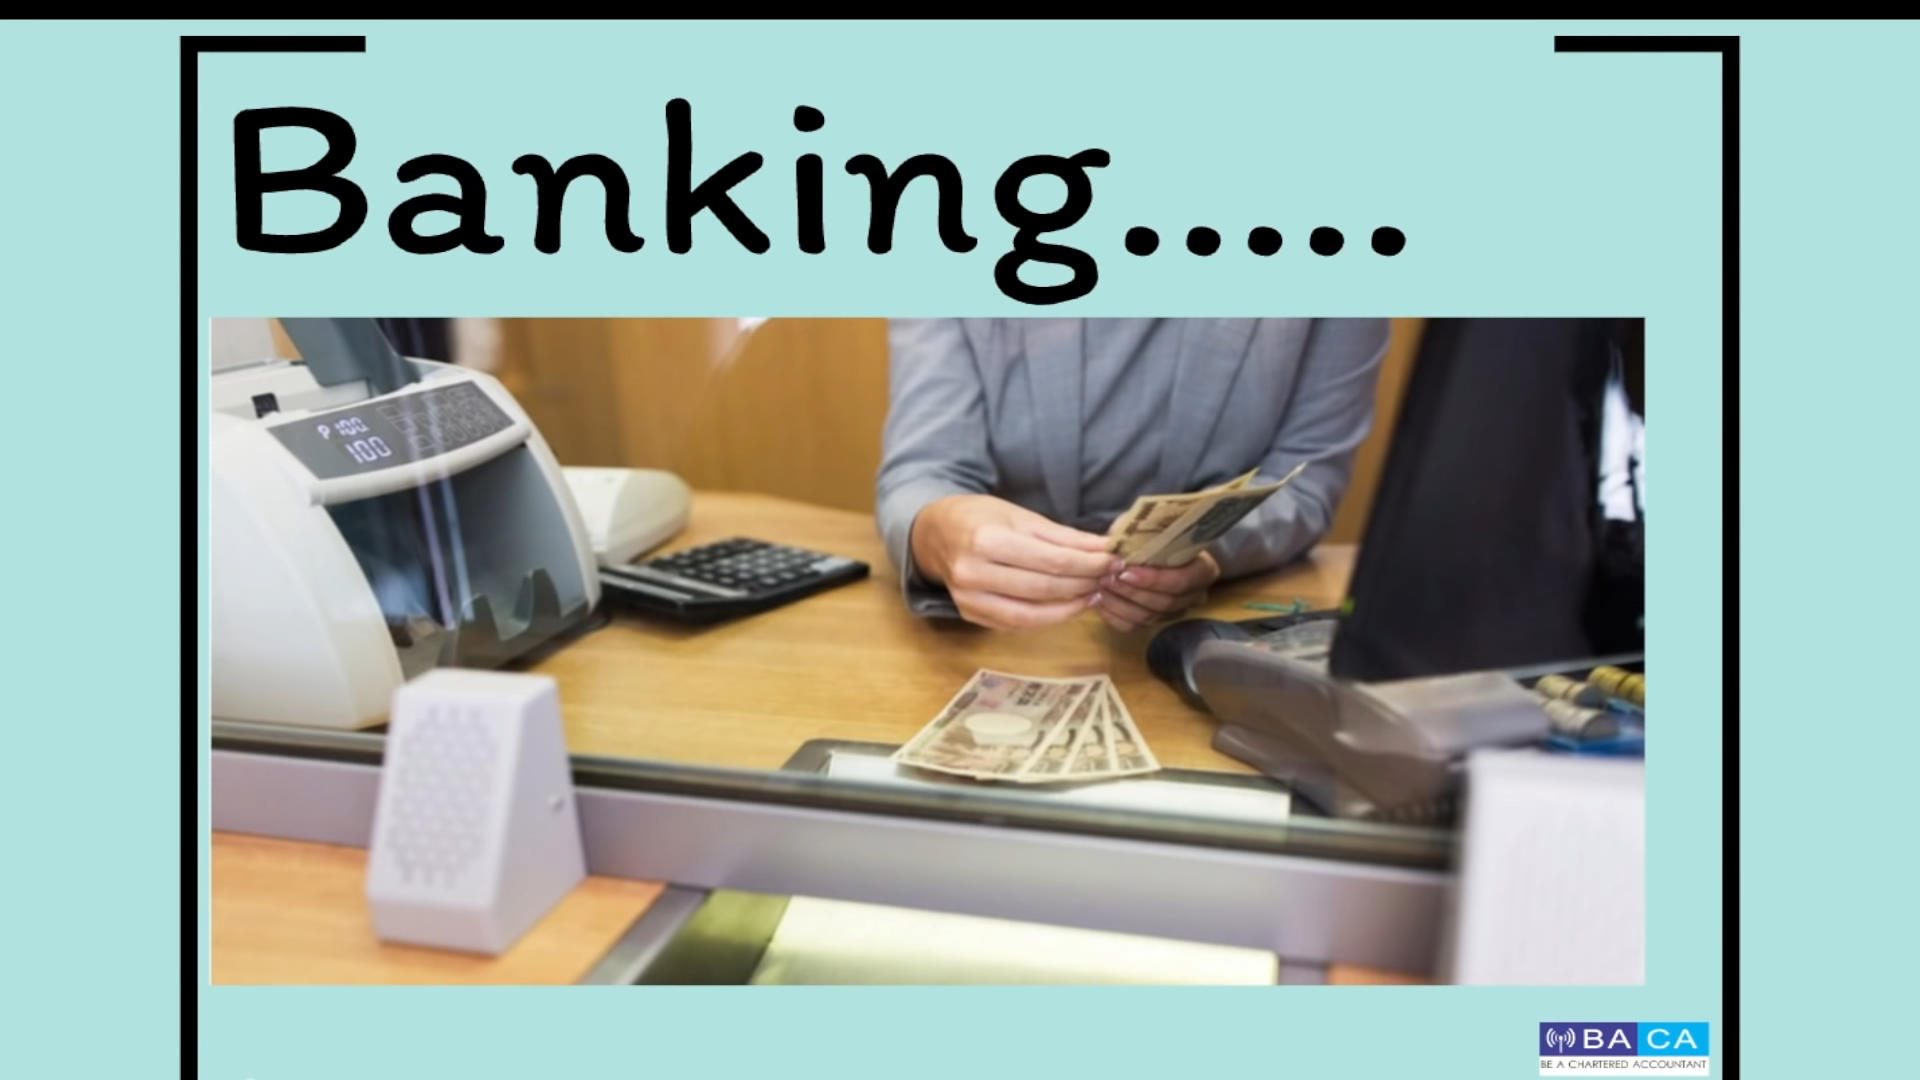 Banking.....
P 100
100
BA CA
BE A CHARTERED ACCOUNTANT